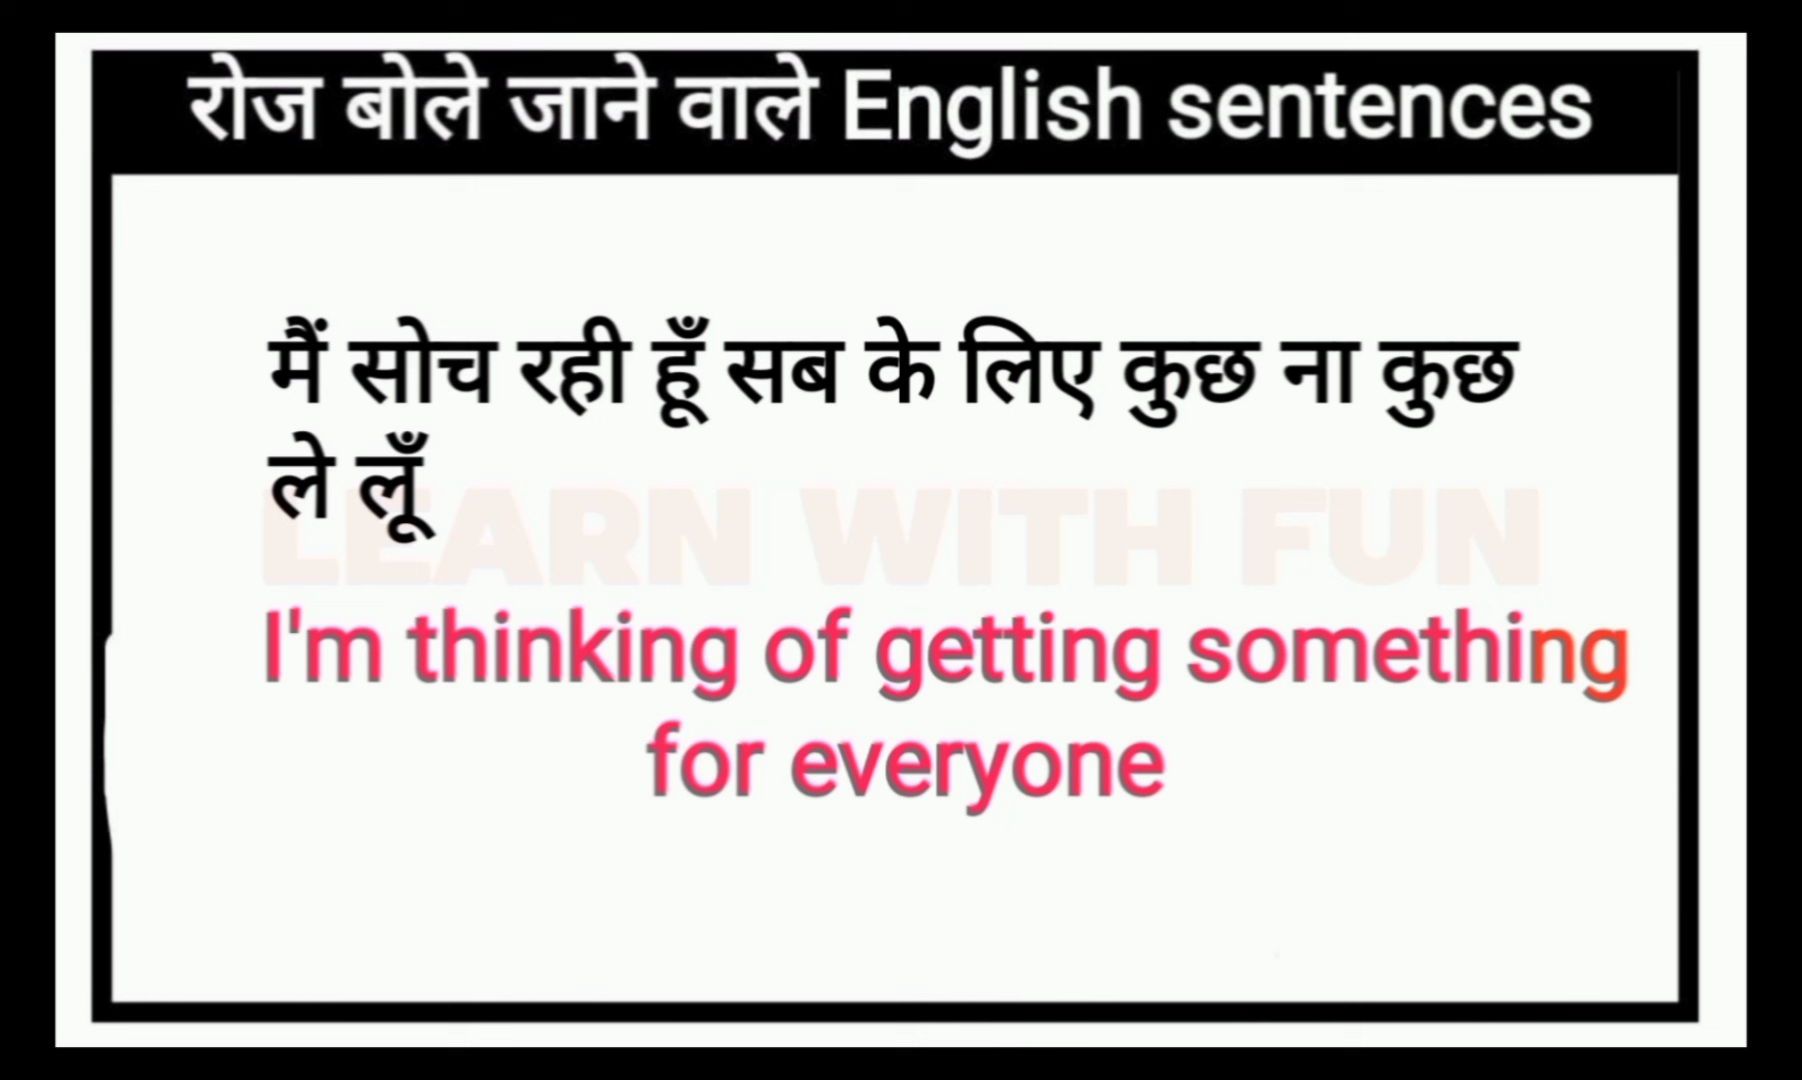 रोज बोले जाने वाले English sentences
मैं सोच रही हूँ सब के लिए कुछ ना कुछ
ले लूँ
LEARN WITH FUN
I'm thinking of getting something
for everyone